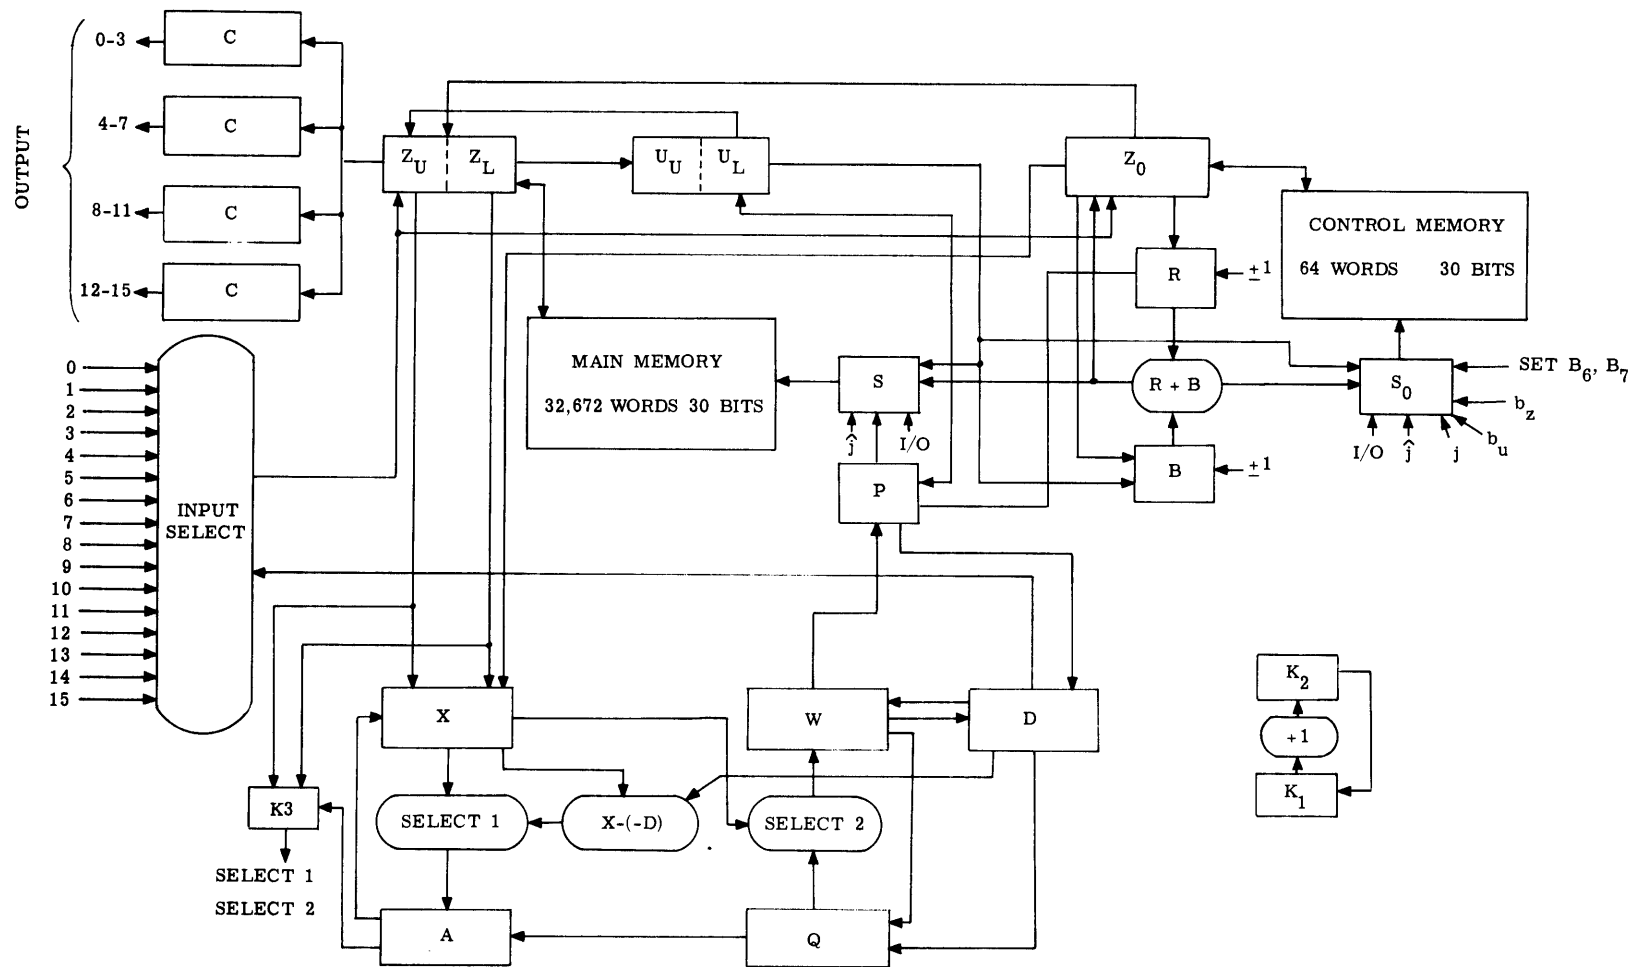 OUTPUT
0-3
C
4-7
C
8-11
C
12-15
C
Z_U
Z_L
U_U
U_L
Z_0
CONTROL MEMORY
64 WORDS 30 BITS
R
±1
MAIN MEMORY
32,672 WORDS 30 BITS
S
R + B
S_0
SET B_6, B_7
b_z
b_u
ĵ
I/O
I/O
ĵ
j
P
B
±1
0
1
2
3
4
5
6
7
8
9
10
11
12
13
14
15
INPUT
SELECT
X
W
D
K_2
+1
K_1
K3
SELECT 1
X-(-D)
SELECT 2
SELECT 1
SELECT 2
A
Q